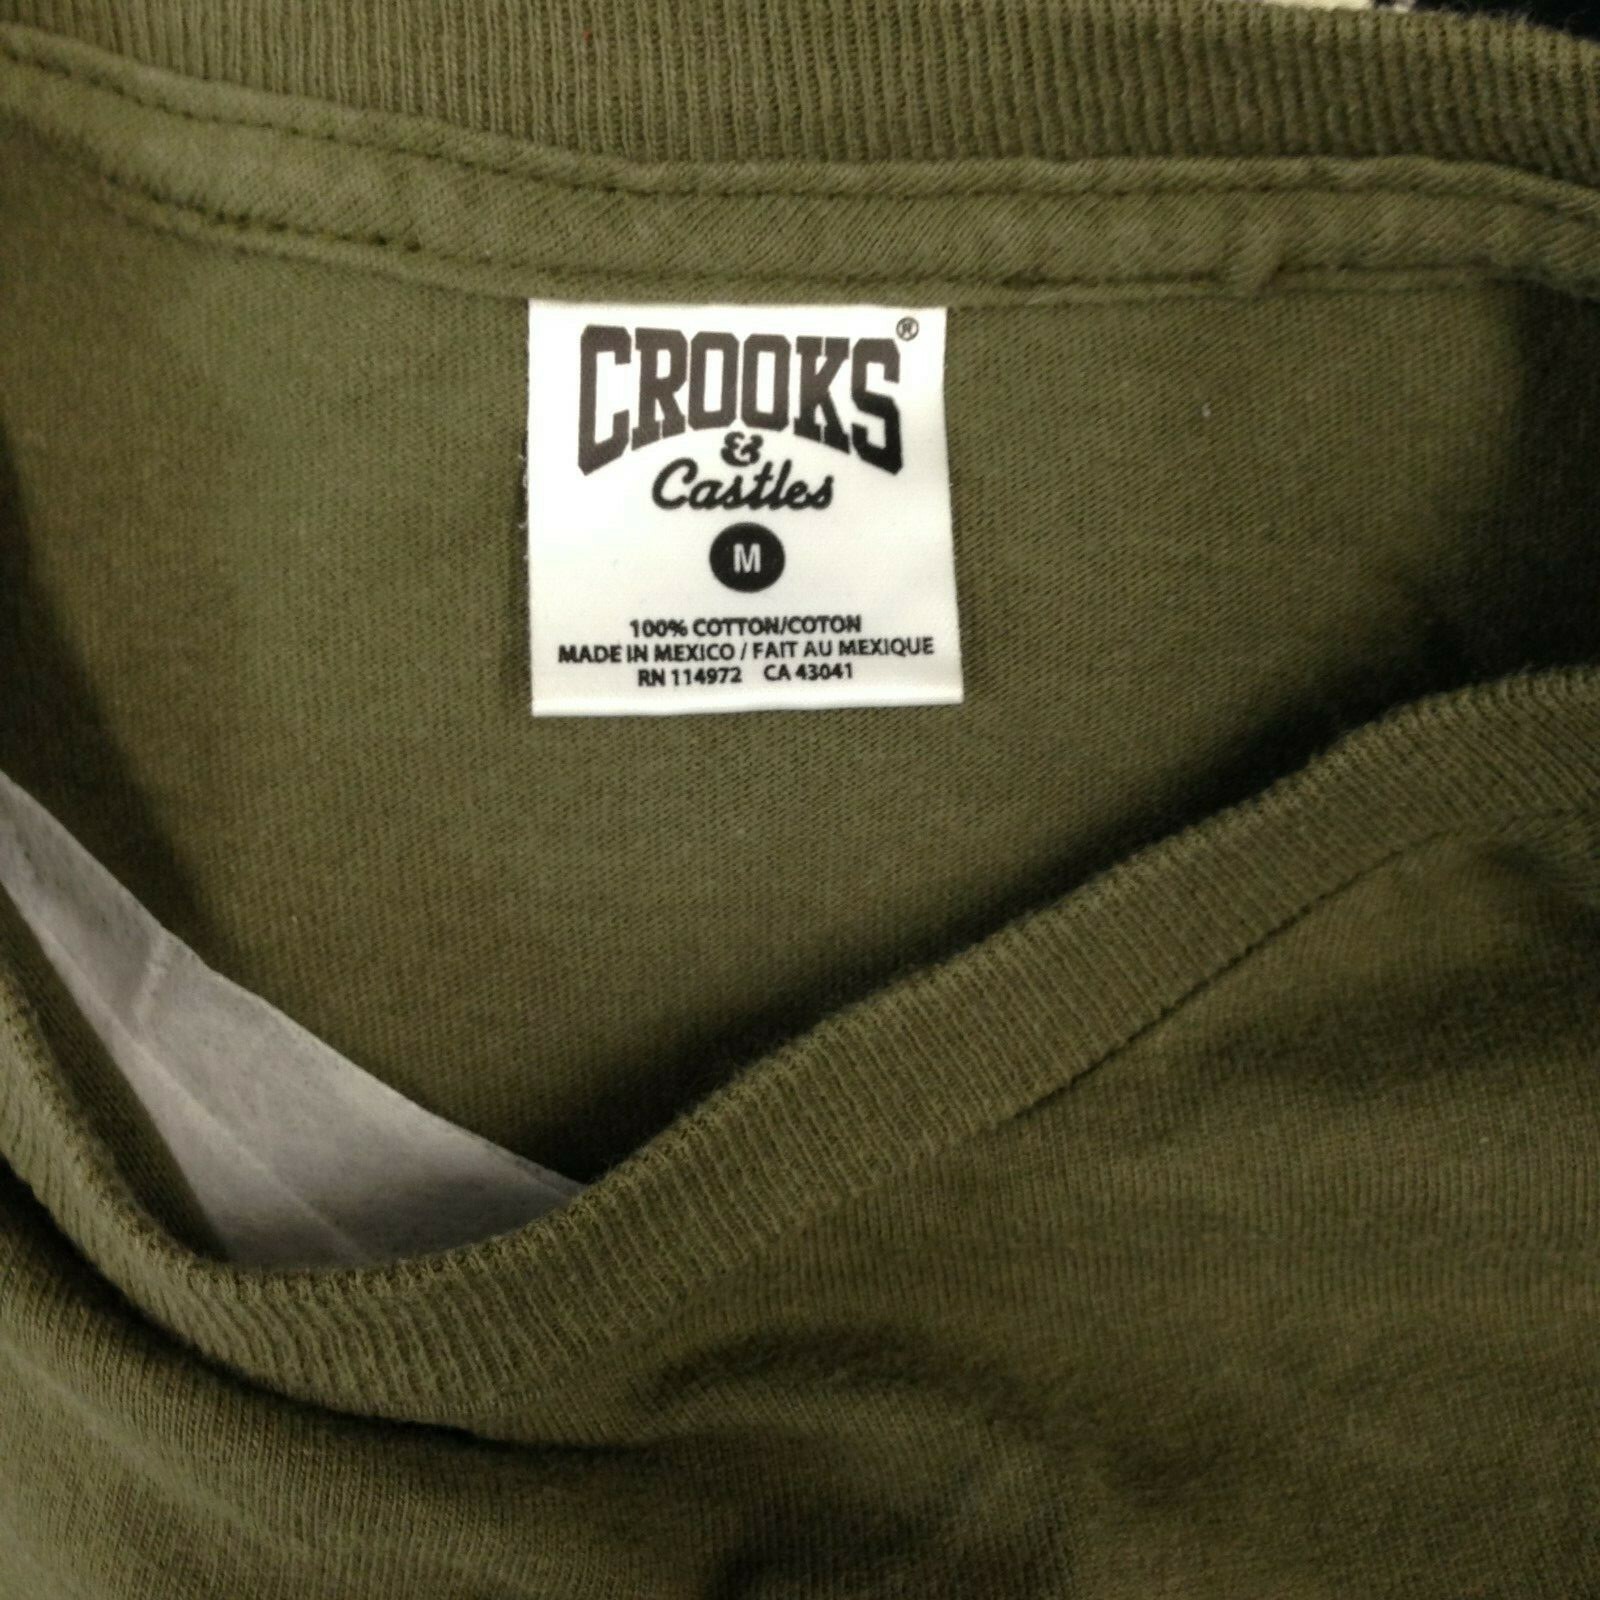 CROOKS®
&
Castles
M
100% COTTON/COTON
MADE IN MEXICO / FAIT AU MEXIQUE
RN 114972 CA 43041